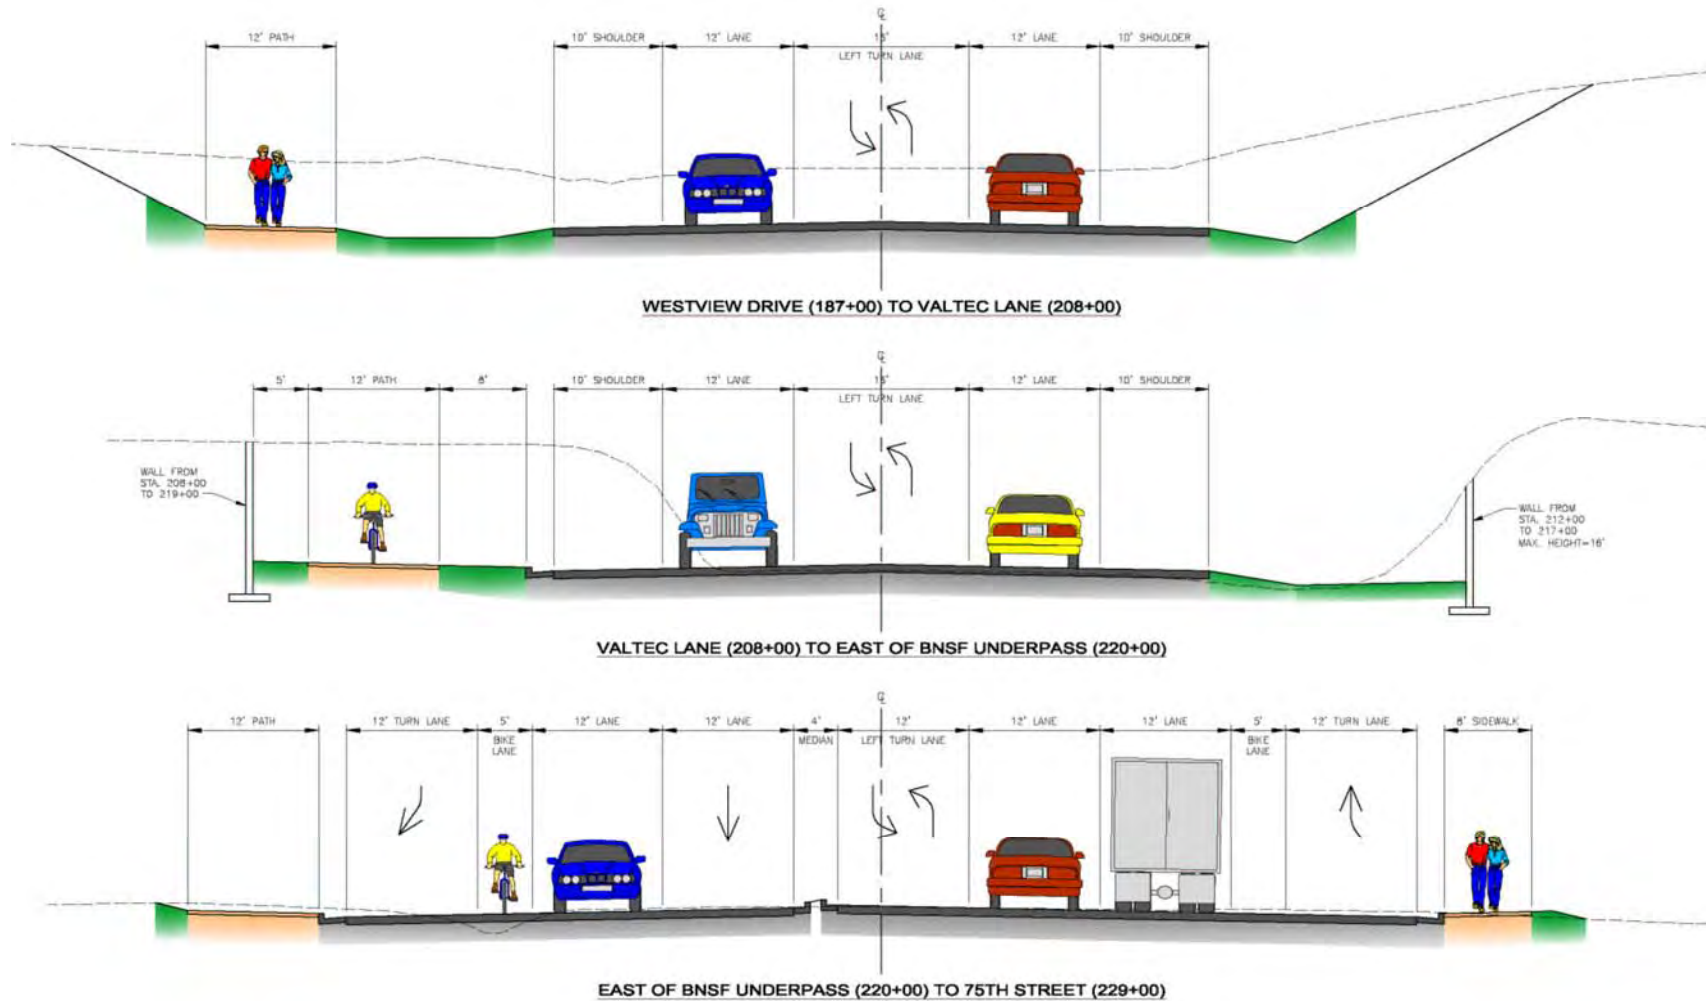 ℄
12' PATH
10' SHOULDER
12' LANE
LEFT TURN LANE
12' LANE
10' SHOULDER
WESTVIEW DRIVE (187+00) TO VALTEC LANE (208+00)
℄
5'
12' PATH
8'
10' SHOULDER
12' LANE
LEFT TURN LANE
12' LANE
10' SHOULDER
WALL FROM
STA. 208+00
TO 219+00
WALL FROM
STA. 212+00
TO 217+00
MAX. HEIGHT=16'
VALTEC LANE (208+00) TO EAST OF BNSF UNDERPASS (220+00)
℄
12' PATH
12' TURN LANE
5'
BIKE
LANE
12' LANE
12' LANE
4'
MEDIAN
12'
LEFT TURN LANE
12' LANE
12' LANE
5'
BIKE
LANE
12' TURN LANE
8' SIDEWALK
EAST OF BNSF UNDERPASS (220+00) TO 75TH STREET (229+00)